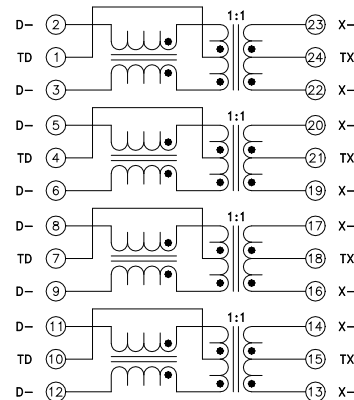 D- 2 1:1 23 X-
TD 1 24 TX
D- 3 22 X-
D- 5 1:1 20 X-
TD 4 21 TX
D- 6 19 X-
D- 8 1:1 17 X-
TD 7 18 TX
D- 9 16 X-
D- 11 1:1 14 X-
TD 10 15 TX
D- 12 13 X-